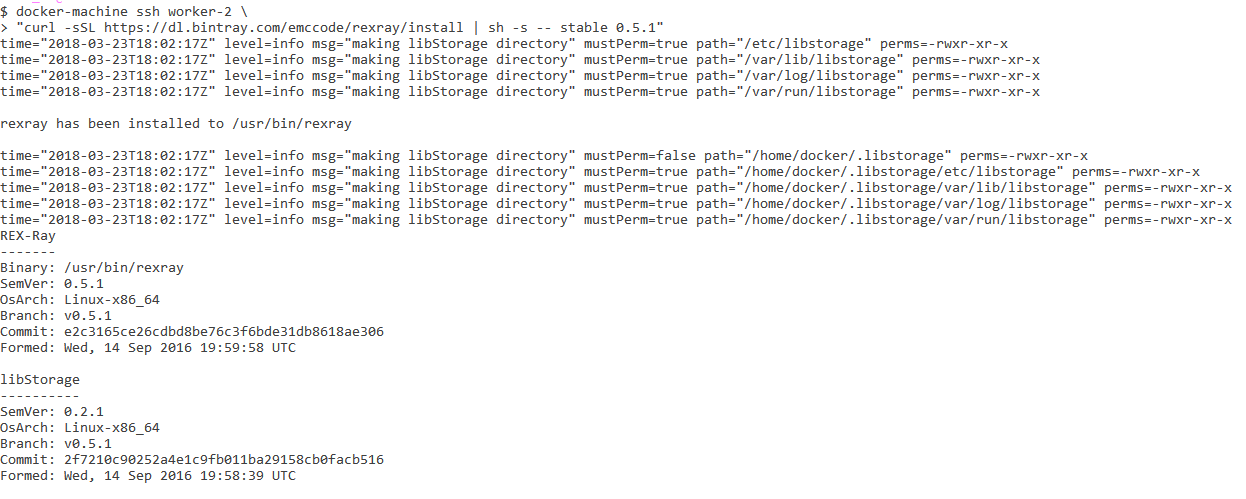 $ docker-machine ssh worker-2 \
> "curl -sSL https://dl.bintray.com/emccode/rexray/install | sh -s -- stable 0.5.1"
time="2018-03-23T18:02:17Z" level=info msg="making libStorage directory" mustPerm=true path="/etc/libstorage" perms=-rwxr-xr-x
time="2018-03-23T18:02:17Z" level=info msg="making libStorage directory" mustPerm=true path="/var/lib/libstorage" perms=-rwxr-xr-x
time="2018-03-23T18:02:17Z" level=info msg="making libStorage directory" mustPerm=true path="/var/log/libstorage" perms=-rwxr-xr-x
time="2018-03-23T18:02:17Z" level=info msg="making libStorage directory" mustPerm=true path="/var/run/libstorage" perms=-rwxr-xr-x
rexray has been installed to /usr/bin/rexray
time="2018-03-23T18:02:17Z" level=info msg="making libStorage directory" mustPerm=false path="/home/docker/.libstorage" perms=-rwxr-xr-x
time="2018-03-23T18:02:17Z" level=info msg="making libStorage directory" mustPerm=true path="/home/docker/.libstorage/etc/libstorage" perms=-rwxr-xr-x
time="2018-03-23T18:02:17Z" level=info msg="making libStorage directory" mustPerm=true path="/home/docker/.libstorage/var/lib/libstorage" perms=-rwxr-xr-x
time="2018-03-23T18:02:17Z" level=info msg="making libStorage directory" mustPerm=true path="/home/docker/.libstorage/var/log/libstorage" perms=-rwxr-xr-x
time="2018-03-23T18:02:17Z" level=info msg="making libStorage directory" mustPerm=true path="/home/docker/.libstorage/var/run/libstorage" perms=-rwxr-xr-x
REX-Ray
-------
Binary: /usr/bin/rexray
SemVer: 0.5.1
OsArch: Linux-x86_64
Branch: v0.5.1
Commit: e2c3165ce26cdbd8be76c3f6bde31db8618ae306
Formed: Wed, 14 Sep 2016 19:59:58 UTC
libStorage
----------
SemVer: 0.2.1
OsArch: Linux-x86_64
Branch: v0.5.1
Commit: 2f7210c90252a4e1c9fb011ba29158cb0facb516
Formed: Wed, 14 Sep 2016 19:58:39 UTC